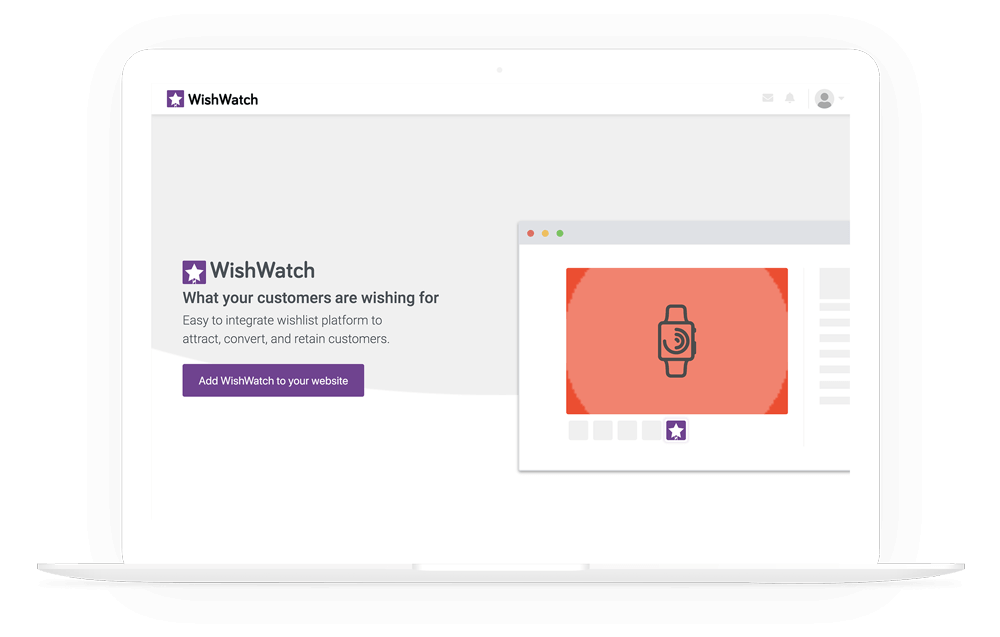 WishWatch
WishWatch
What your customers are wishing for
Easy to integrate wishlist platform to
attract, convert, and retain customers.
Add WishWatch to your website